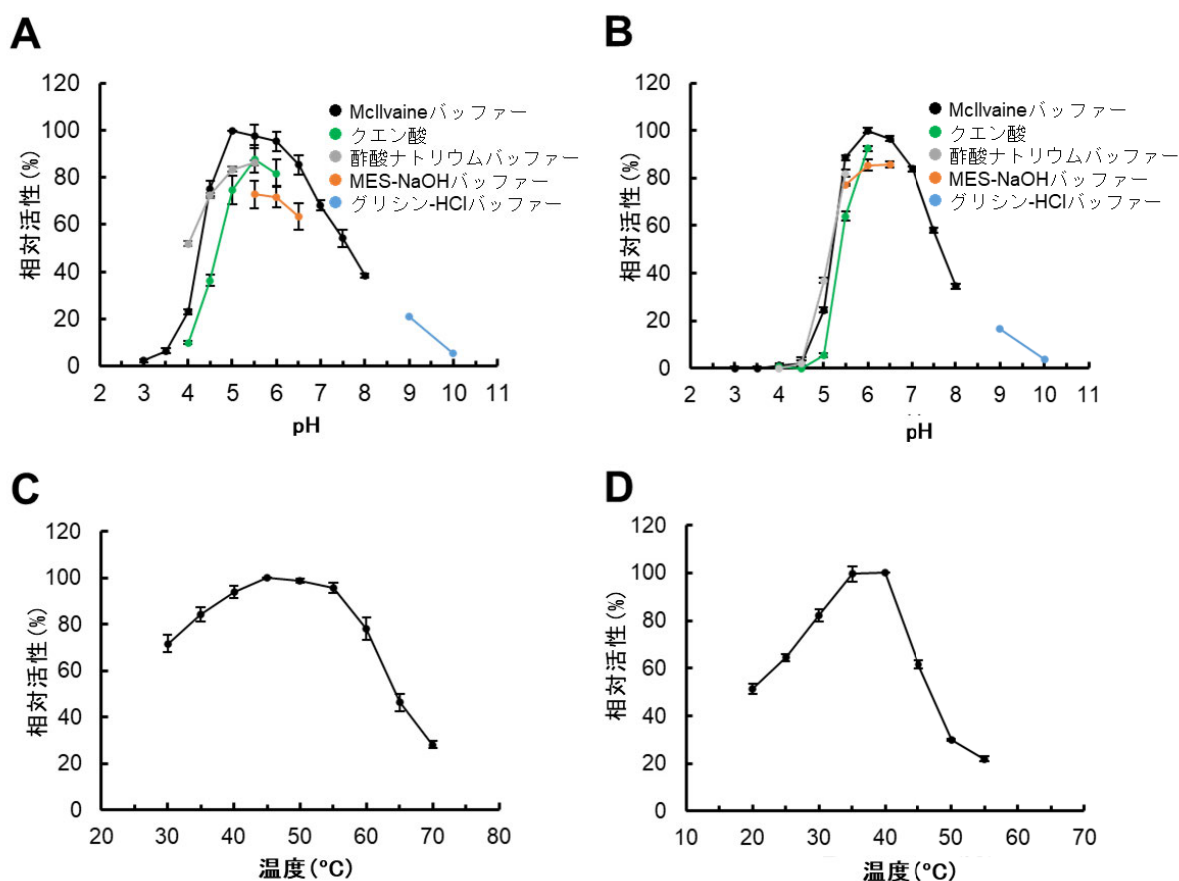 A
120
100
80
60
40
20
0
相対活性(%)
McIlvaineバッファー
クエン酸
酢酸ナトリウムバッファー
MES-NaOHバッファー
グリシン-HClバッファー
2 3 4 5 6 7 8 9 10 11
pH
B
120
100
80
60
40
20
0
相対活性(%)
McIlvaineバッファー
クエン酸
酢酸ナトリウムバッファー
MES-NaOHバッファー
グリシン-HClバッファー
2 3 4 5 6 7 8 9 10 11
pH
C
120
100
80
60
40
20
0
相対活性(%)
20 30 40 50 60 70 80
温度(°C)
D
120
100
80
60
40
20
0
相対活性(%)
10 20 30 40 50 60 70
温度(°C)